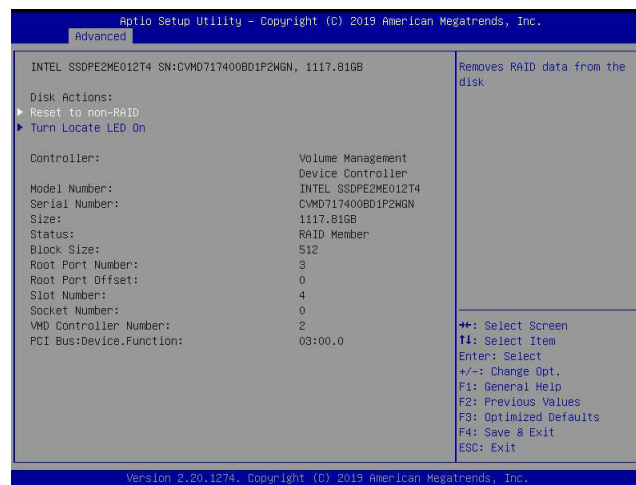 Aptio Setup Utility – Copyright (C) 2019 American Megatrends, Inc.
Advanced
INTEL SSDPE2ME012T4 SN:CVMD717400BD1P2WGN, 1117.81GB
Removes RAID data from the
disk
Disk Actions:
Reset to non-RAID
Turn Locate LED On
Controller: Volume Management
Device Controller
Model Number: INTEL SSDPE2ME012T4
Serial Number: CVMD717400BD1P2WGN
Size: 1117.81GB
Status: RAID Member
Block Size: 512
Root Port Number: 3
Root Port Offset: 0
Slot Number: 4
Socket Number: 0
VMD Controller Number: 2
PCI Bus:Device.Function: 03:00.0
→←: Select Screen
↑↓: Select Item
Enter: Select
+/-: Change Opt.
F1: General Help
F2: Previous Values
F3: Optimized Defaults
F4: Save & Exit
ESC: Exit
Version 2.20.1274. Copyright (C) 2019 American Megatrends, Inc.